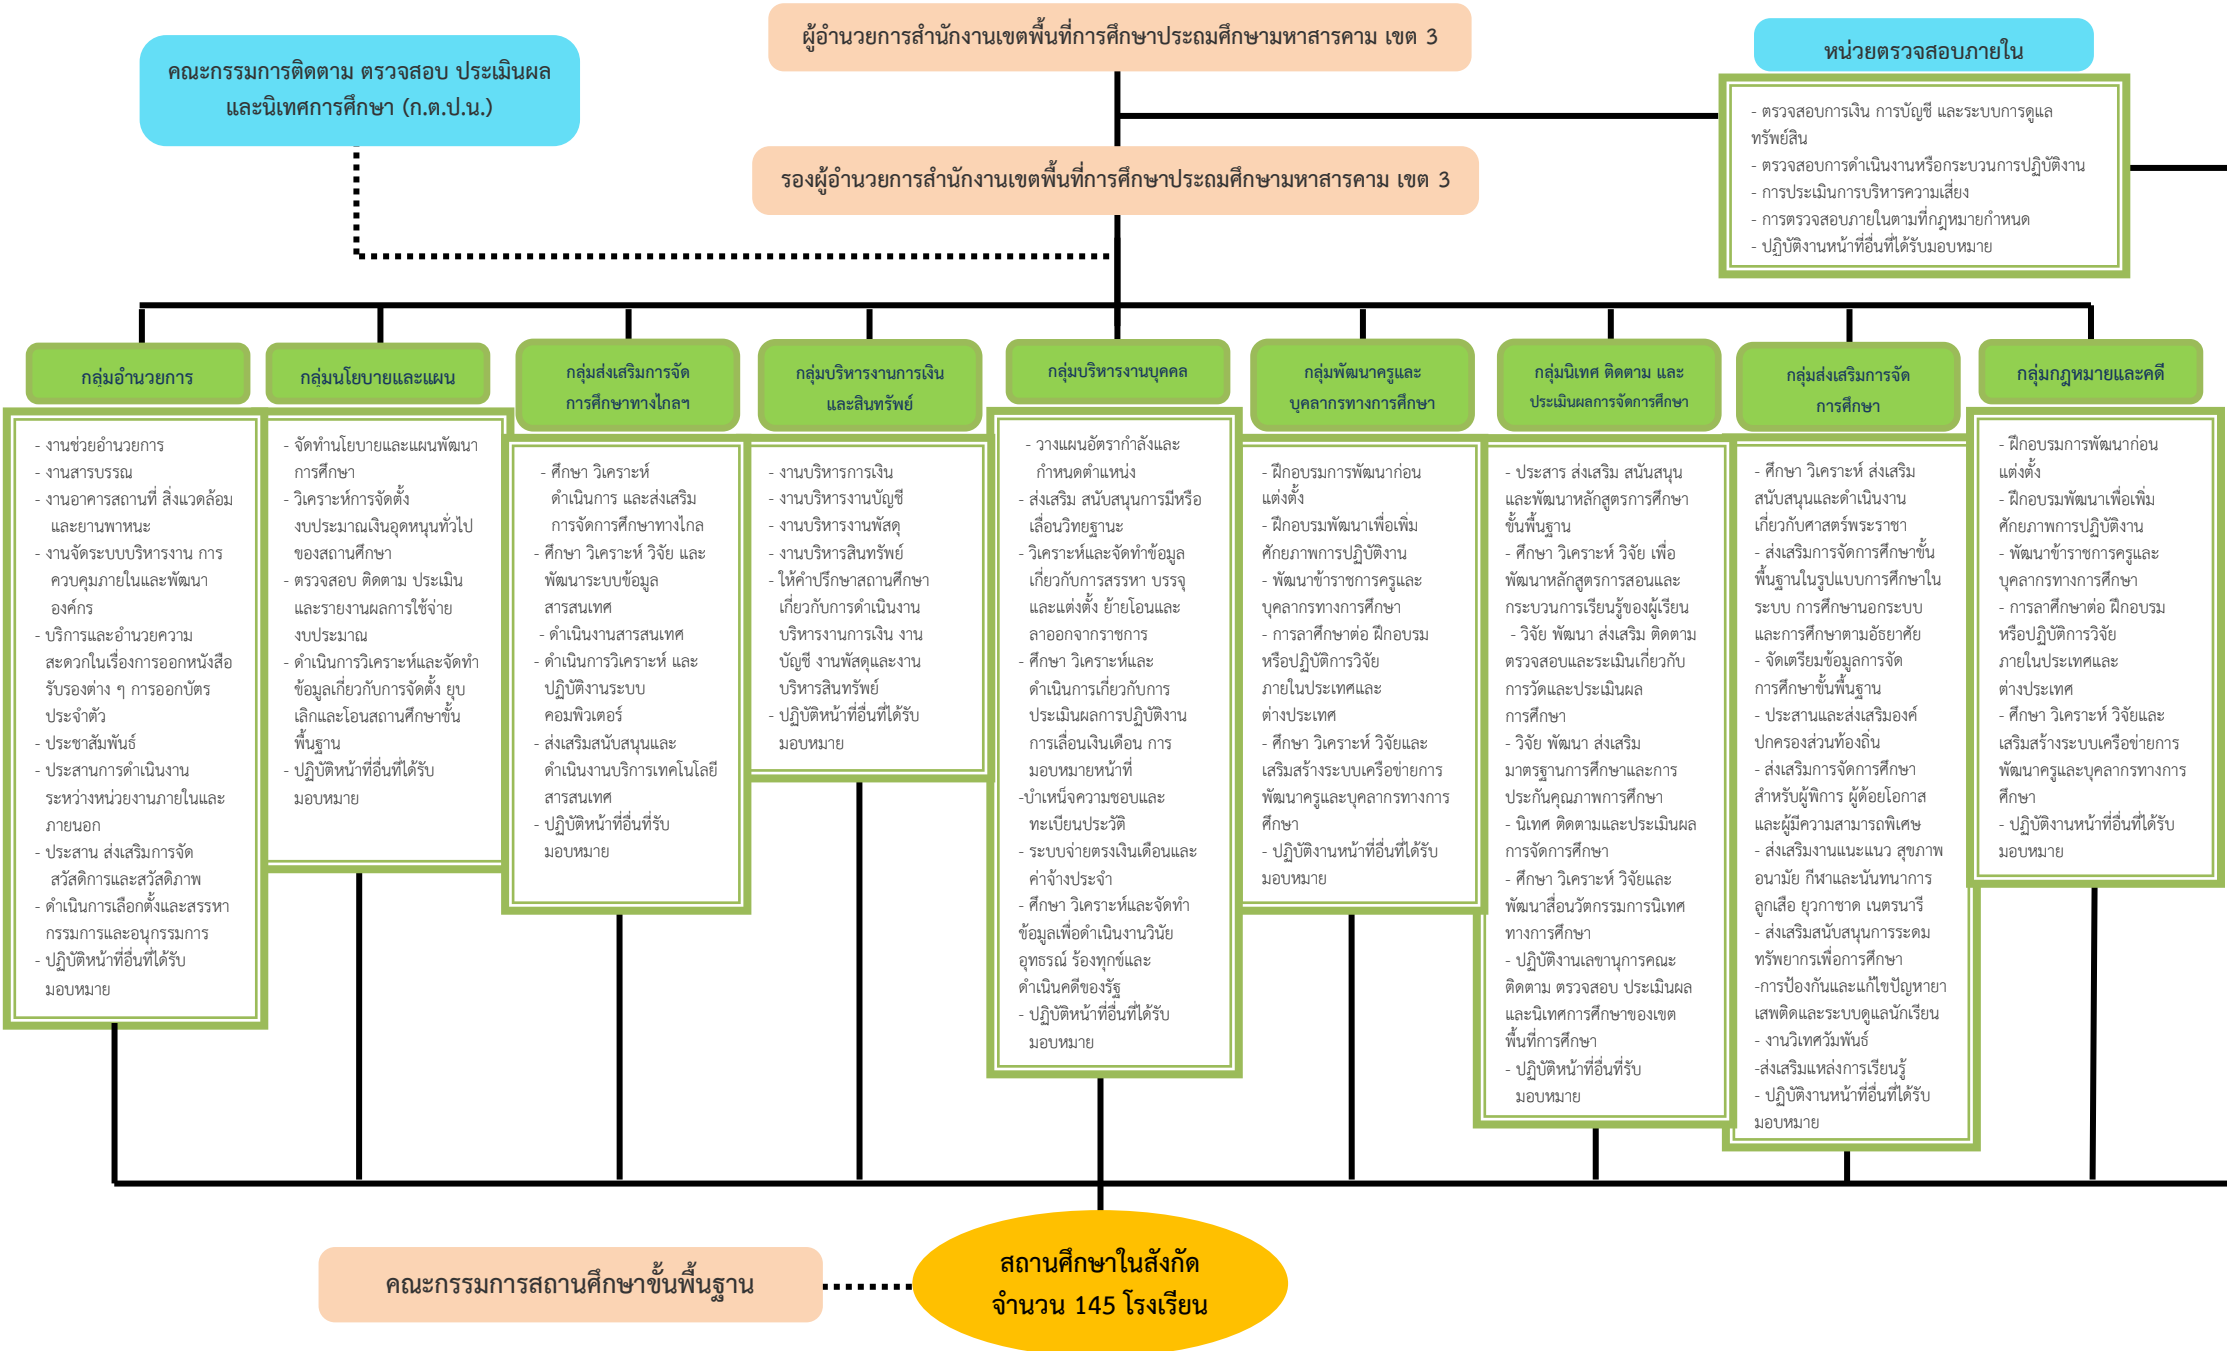 ผู้อำนวยการสำนักงานเขตพื้นที่การศึกษาประถมศึกษามหาสารคาม เขต 3
คณะกรรมการติดตาม ตรวจสอบ ประเมินผล
และนิเทศการศึกษา (ก.ต.ป.น.)
หน่วยตรวจสอบภายใน
- ตรวจสอบการเงิน การบัญชี และระบบการดูแล
ทรัพย์สิน
- ตรวจสอบการดำเนินงานหรือกระบวนการปฏิบัติงาน
- การประเมินการบริหารความเสี่ยง
- การตรวจสอบภายในตามที่กฎหมายกำหนด
- ปฏิบัติงานหน้าที่อื่นที่ได้รับมอบหมาย
รองผู้อำนวยการสำนักงานเขตพื้นที่การศึกษาประถมศึกษามหาสารคาม เขต 3
กลุ่มอำนวยการ
- งานช่วยอำนวยการ
- งานสารบรรณ
- งานอาคารสถานที่ สิ่งแวดล้อม
และยานพาหนะ
- งานจัดระบบบริหารงาน การ
ควบคุมภายในและพัฒนา
องค์กร
- บริการและอำนวยความ
สะดวกในเรื่องการออกหนังสือ
รับรองต่าง ๆ การออกบัตร
ประจำตัว
- ประชาสัมพันธ์
- ประสานการดำเนินงาน
ระหว่างหน่วยงานภายในและ
ภายนอก
- ประสาน ส่งเสริมการจัด
สวัสดิการและสวัสดิภาพ
- ดำเนินการเลือกตั้งและสรรหา
กรรมการและอนุกรรมการ
- ปฏิบัติหน้าที่อื่นที่ได้รับ
มอบหมาย
กลุ่มนโยบายและแผน
- จัดทำนโยบายและแผนพัฒนา
การศึกษา
- วิเคราะห์การจัดตั้ง
งบประมาณเงินอุดหนุนทั่วไป
ของสถานศึกษา
- ตรวจสอบ ติดตาม ประเมิน
และรายงานผลการใช้จ่าย
งบประมาณ
- ดำเนินการวิเคราะห์และจัดทำ
ข้อมูลเกี่ยวกับการจัดตั้ง ยุบ
เลิกและโอนสถานศึกษาขั้น
พื้นฐาน
- ปฏิบัติหน้าที่อื่นที่ได้รับ
มอบหมาย
กลุ่มส่งเสริมการจัด
การศึกษาทางไกลฯ
- ศึกษา วิเคราะห์
ดำเนินการ และส่งเสริม
การจัดการศึกษาทางไกล
- ศึกษา วิเคราะห์ วิจัย และ
พัฒนาระบบข้อมูล
สารสนเทศ
- ดำเนินงานสารสนเทศ
- ดำเนินการวิเคราะห์ และ
ปฏิบัติงานระบบ
คอมพิวเตอร์
- ส่งเสริมสนับสนุนและ
ดำเนินงานบริการเทคโนโลยี
สารสนเทศ
- ปฏิบัติหน้าที่อื่นที่รับ
มอบหมาย
กลุ่มบริหารงานการเงิน
และสินทรัพย์
- งานบริหารการเงิน
- งานบริหารงานบัญชี
- งานบริหารงานพัสดุ
- งานบริหารสินทรัพย์
- ให้คำปรึกษาสถานศึกษา
เกี่ยวกับการดำเนินงาน
บริหารงานการเงิน งาน
บัญชี งานพัสดุและงาน
บริหารสินทรัพย์
- ปฏิบัติหน้าที่อื่นที่ได้รับ
มอบหมาย
กลุ่มบริหารงานบุคคล
- วางแผนอัตรากำลังและ
กำหนดตำแหน่ง
- ส่งเสริม สนับสนุนการมีหรือ
เลื่อนวิทยฐานะ
- วิเคราะห์และจัดทำข้อมูล
เกี่ยวกับการสรรหา บรรจุ
และแต่งตั้ง ย้ายโอนและ
ลาออกจากราชการ
- ศึกษา วิเคราะห์และ
ดำเนินการเกี่ยวกับการ
ประเมินผลการปฏิบัติงาน
การเลื่อนเงินเดือน การ
มอบหมายหน้าที่
-บำเหน็จความชอบและ
ทะเบียนประวัติ
- ระบบจ่ายตรงเงินเดือนและ
ค่าจ้างประจำ
- ศึกษา วิเคราะห์และจัดทำ
ข้อมูลเพื่อดำเนินงานวินัย
อุทธรณ์ ร้องทุกข์และ
ดำเนินคดีของรัฐ
- ปฏิบัติหน้าที่อื่นที่ได้รับ
มอบหมาย
กลุ่มพัฒนาครูและ
บุคลากรทางการศึกษา
- ฝึกอบรมการพัฒนาก่อน
แต่งตั้ง
- ฝึกอบรมพัฒนาเพื่อเพิ่ม
ศักยภาพการปฏิบัติงาน
- พัฒนาข้าราชการครูและ
บุคลากรทางการศึกษา
- การลาศึกษาต่อ ฝึกอบรม
หรือปฏิบัติการวิจัย
ภายในประเทศและ
ต่างประเทศ
- ศึกษา วิเคราะห์ วิจัยและ
เสริมสร้างระบบเครือข่ายการ
พัฒนาครูและบุคลากรทางการ
ศึกษา
- ปฏิบัติงานหน้าที่อื่นที่ได้รับ
มอบหมาย
กลุ่มนิเทศ ติดตาม และ
ประเมินผลการจัดการศึกษา
- ประสาร ส่งเสริม สนันสนุน
และพัฒนาหลักสูตรการศึกษา
ขั้นพื้นฐาน
- ศึกษา วิเคราะห์ วิจัย เพื่อ
พัฒนาหลักสูตรการสอนและ
กระบวนการเรียนรู้ของผู้เรียน
- วิจัย พัฒนา ส่งเสริม ติดตาม
ตรวจสอบและระเมินเกี่ยวกับ
การวัดและประเมินผล
การศึกษา
- วิจัย พัฒนา ส่งเสริม
มาตรฐานการศึกษาและการ
ประกันคุณภาพการศึกษา
- นิเทศ ติดตามและประเมินผล
การจัดการศึกษา
- ศึกษา วิเคราะห์ วิจัยและ
พัฒนาสื่อนวัตกรรมการนิเทศ
ทางการศึกษา
- ปฏิบัติงานเลขานุการคณะ
ติดตาม ตรวจสอบ ประเมินผล
และนิเทศการศึกษาของเขต
พื้นที่การศึกษา
- ปฏิบัติหน้าที่อื่นที่รับ
มอบหมาย
กลุ่มส่งเสริมการจัด
การศึกษา
- ศึกษา วิเคราะห์ ส่งเสริม
สนับสนุนและดำเนินงาน
เกี่ยวกับศาสตร์พระราชา
- ส่งเสริมการจัดการศึกษาขั้น
พื้นฐานในรูปแบบการศึกษาใน
ระบบ การศึกษานอกระบบ
และการศึกษาตามอัธยาศัย
- จัดเตรียมข้อมูลการจัด
การศึกษาขั้นพื้นฐาน
- ประสานและส่งเสริมองค์
ปกครองส่วนท้องถิ่น
- ส่งเสริมการจัดการศึกษา
สำหรับผู้พิการ ผู้ด้อยโอกาส
และผู้มีความสามารถพิเศษ
- ส่งเสริมงานแนะแนว สุขภาพ
อนามัย กีฬาและนันทนาการ
ลูกเสือ ยุวกาชาด เนตรนารี
- ส่งเสริมสนับสนุนการระดม
ทรัพยากรเพื่อการศึกษา
-การป้องกันและแก้ไขปัญหายา
เสพติดและระบบดูแลนักเรียน
- งานวิเทศวัมพันธ์
-ส่งเสริมแหล่งการเรียนรู้
- ปฏิบัติงานหน้าที่อื่นที่ได้รับ
มอบหมาย
กลุ่มกฎหมายและคดี
- ฝึกอบรมการพัฒนาก่อน
แต่งตั้ง
- ฝึกอบรมพัฒนาเพื่อเพิ่ม
ศักยภาพการปฏิบัติงาน
- พัฒนาข้าราชการครูและ
บุคลากรทางการศึกษา
- การลาศึกษาต่อ ฝึกอบรม
หรือปฏิบัติการวิจัย
ภายในประเทศและ
ต่างประเทศ
- ศึกษา วิเคราะห์ วิจัยและ
เสริมสร้างระบบเครือข่ายการ
พัฒนาครูและบุคลากรทางการ
ศึกษา
- ปฏิบัติงานหน้าที่อื่นที่ได้รับ
มอบหมาย
คณะกรรมการสถานศึกษาขั้นพื้นฐาน
สถานศึกษาในสังกัด
จำนวน 145 โรงเรียน